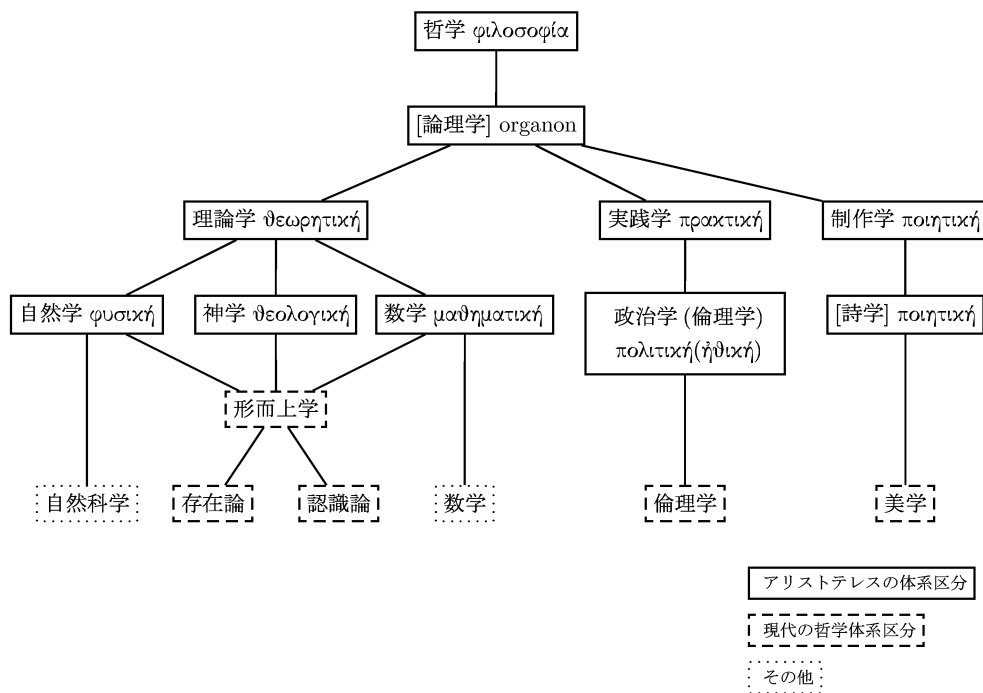 哲学 φιλοσοφία
[論理学] organon
理論学 ϑεωρητική
実践学 πρακτική
制作学 ποιητική
自然学 φυσική
神学 ϑεολογική
数学 μαϑηματική
政治学 (倫理学)
πολιτική(ἠϑική)
[詩学] ποιητική
形而上学
自然科学
存在論
認識論
数学
倫理学
美学
アリストテレスの体系区分
現代の哲学体系区分
その他